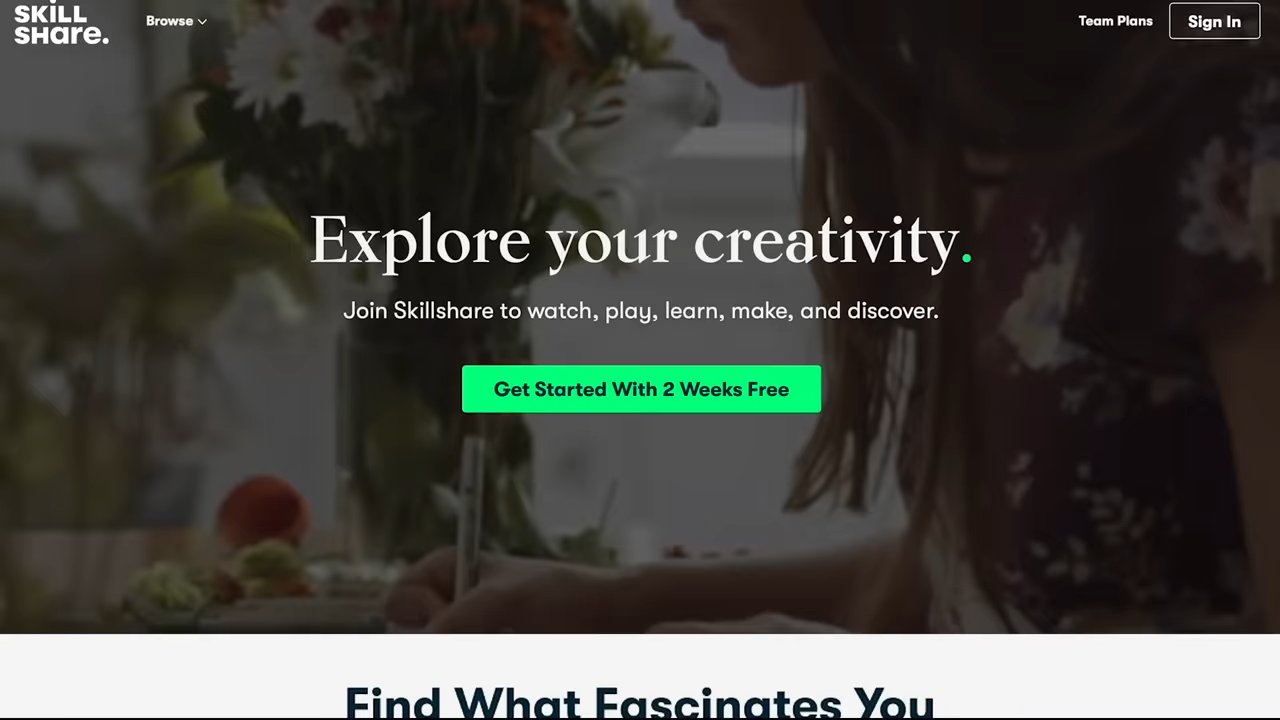 SKiLL
SHare.
Browse
Team Plans
Sign In
Explore your creativity.
Join Skillshare to watch, play, learn, make, and discover.
Get Started With 2 Weeks Free
Find What Fascinates You